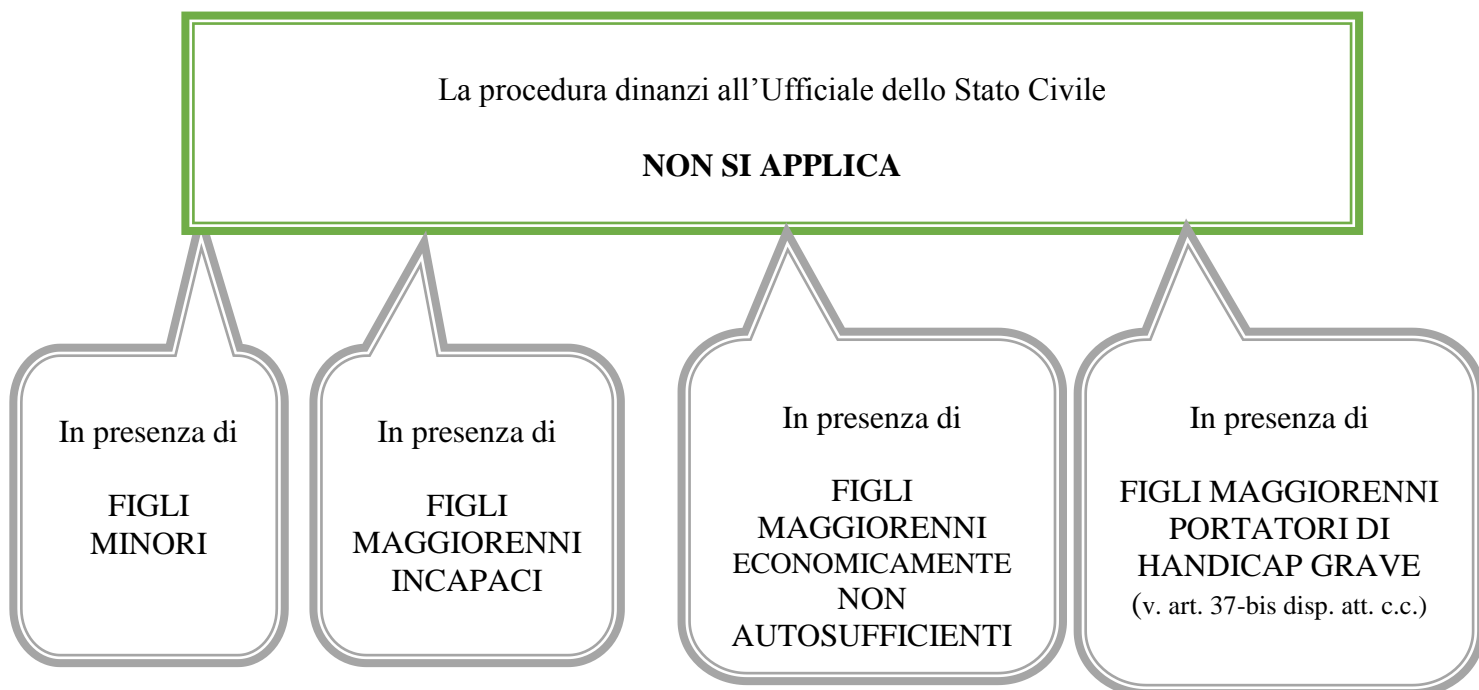 La procedura dinanzi all’Ufficiale dello Stato Civile
NON SI APPLICA
In presenza di
FIGLI
MINORI
In presenza di
FIGLI
MAGGIORENNI
INCAPACI
In presenza di
FIGLI
MAGGIORENNI
ECONOMICAMENTE
NON
AUTOSUFFICIENTI
In presenza di
FIGLI MAGGIORENNI
PORTATORI DI
HANDICAP GRAVE
(v. art. 37-bis disp. att. c.c.)